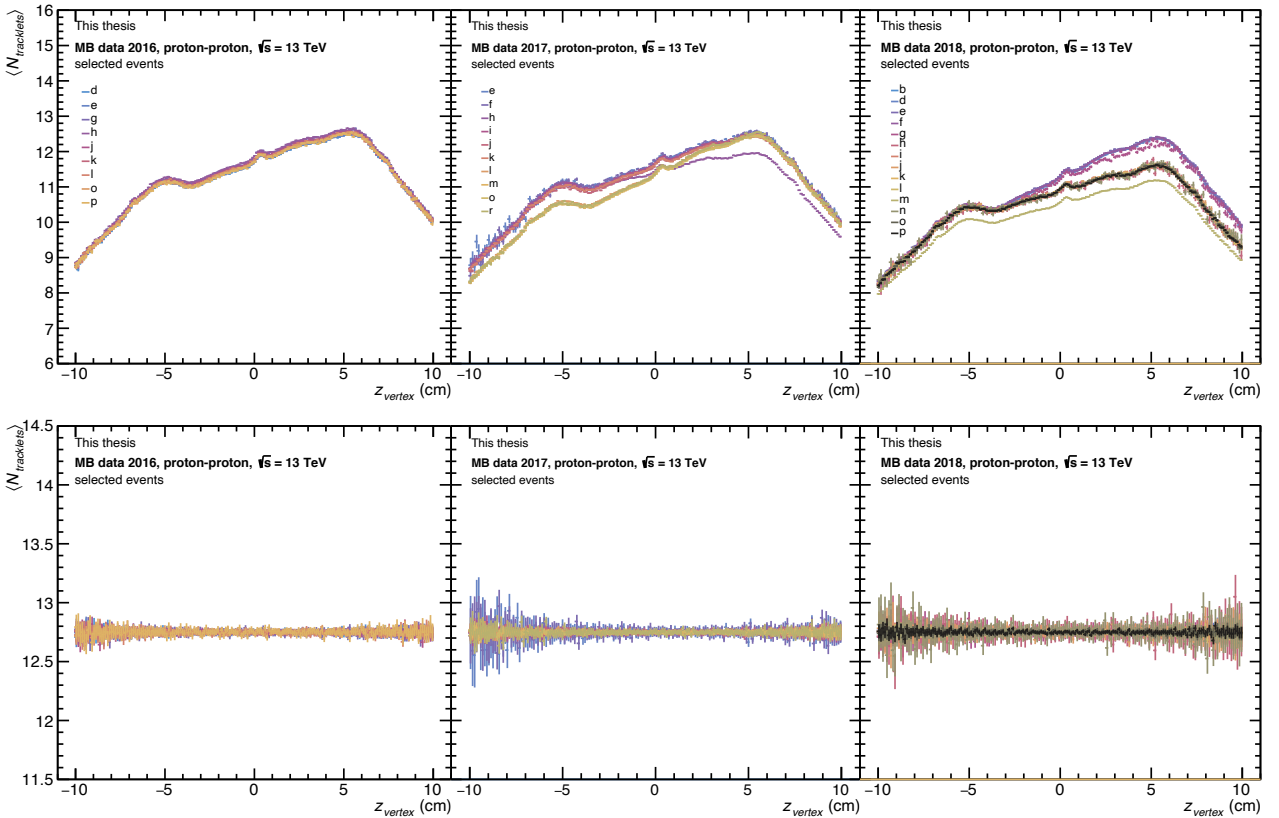 ⟨N_tracklets⟩
16
15
14
13
12
11
10
9
8
7
6
This thesis
MB data 2016, proton-proton, √s = 13 TeV
selected events
d
e
g
h
j
k
l
o
p
−10
−5
0
5
10
z_vertex (cm)
This thesis
MB data 2017, proton-proton, √s = 13 TeV
selected events
e
f
h
i
j
k
l
m
o
r
−10
−5
0
5
10
z_vertex (cm)
This thesis
MB data 2018, proton-proton, √s = 13 TeV
selected events
b
d
e
f
g
h
i
j
k
l
m
n
o
p
−10
−5
0
5
10
z_vertex (cm)
⟨N_tracklets⟩
14.5
14
13.5
13
12.5
12
11.5
This thesis
MB data 2016, proton-proton, √s = 13 TeV
selected events
−10
−5
0
5
10
z_vertex (cm)
This thesis
MB data 2017, proton-proton, √s = 13 TeV
selected events
−10
−5
0
5
10
z_vertex (cm)
This thesis
MB data 2018, proton-proton, √s = 13 TeV
selected events
−10
−5
0
5
10
z_vertex (cm)